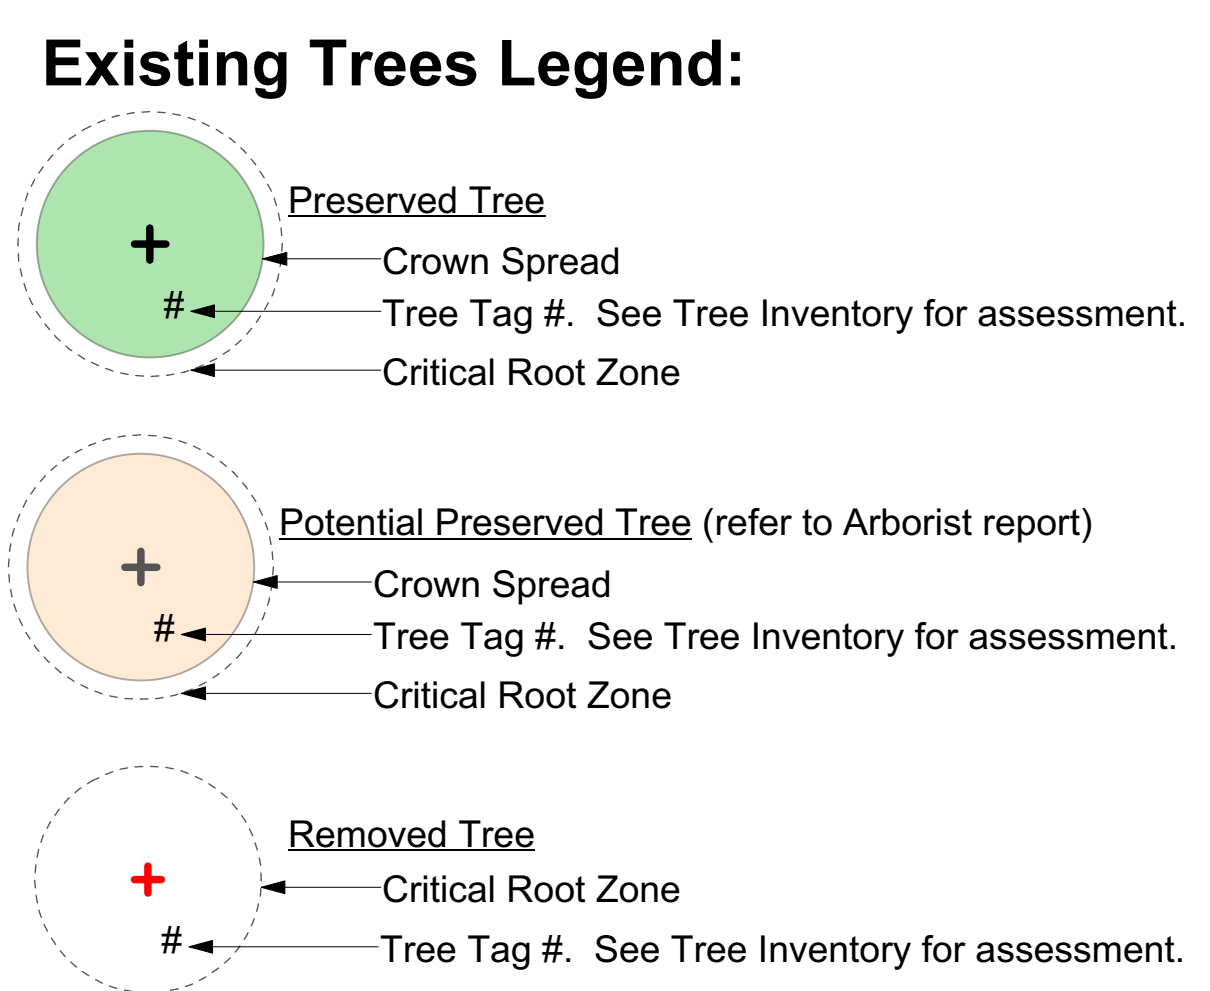 Existing Trees Legend:
Preserved Tree
Crown Spread
# Tree Tag #.  See Tree Inventory for assessment.
Critical Root Zone
Potential Preserved Tree (refer to Arborist report)
Crown Spread
# Tree Tag #.  See Tree Inventory for assessment.
Critical Root Zone
Removed Tree
Critical Root Zone
# Tree Tag #.  See Tree Inventory for assessment.